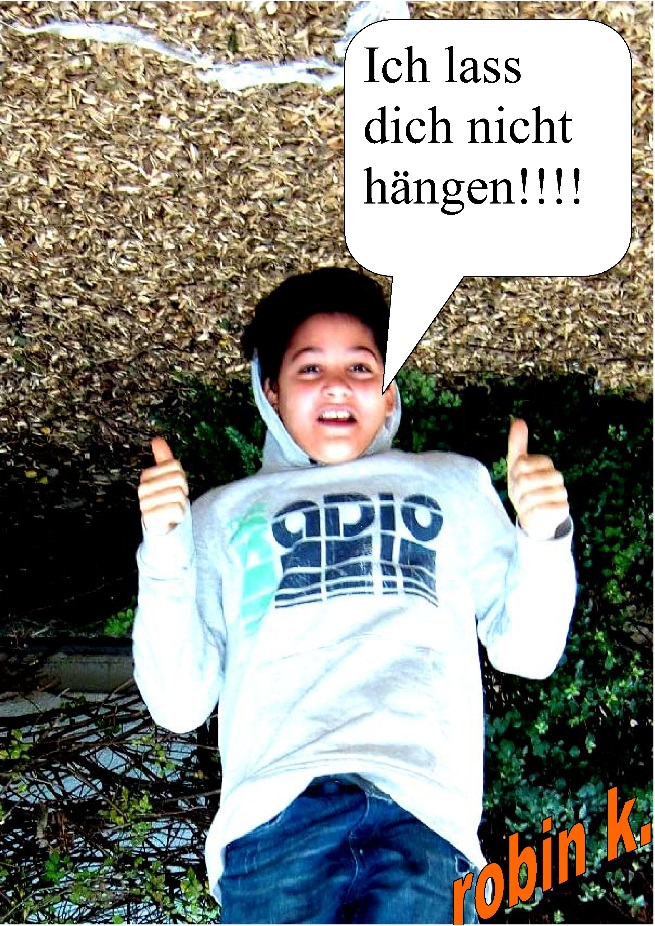 Ich lass
dich nicht
hängen!!!!
ADIO
robin k.